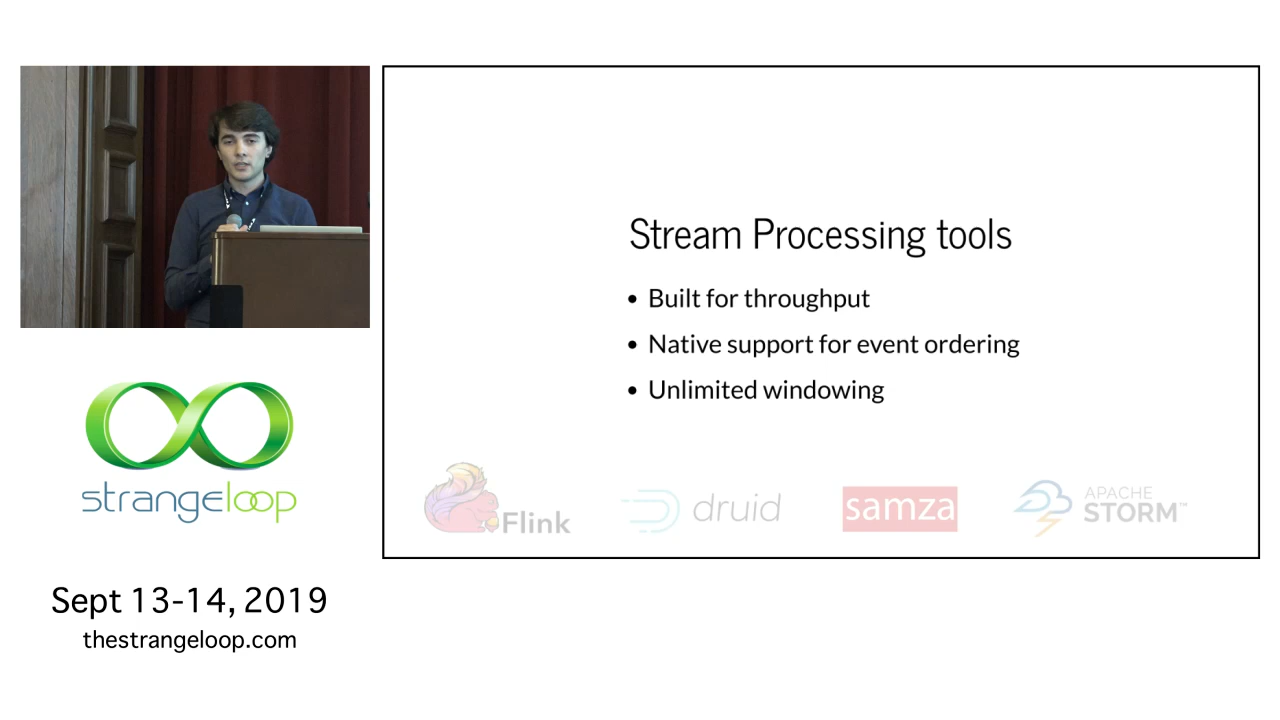 Stream Processing tools
• Built for throughput
• Native support for event ordering
• Unlimited windowing
Flink
druid
samza
APACHE
STORM™
strangeloop
Sept 13-14, 2019
thestrangeloop.com